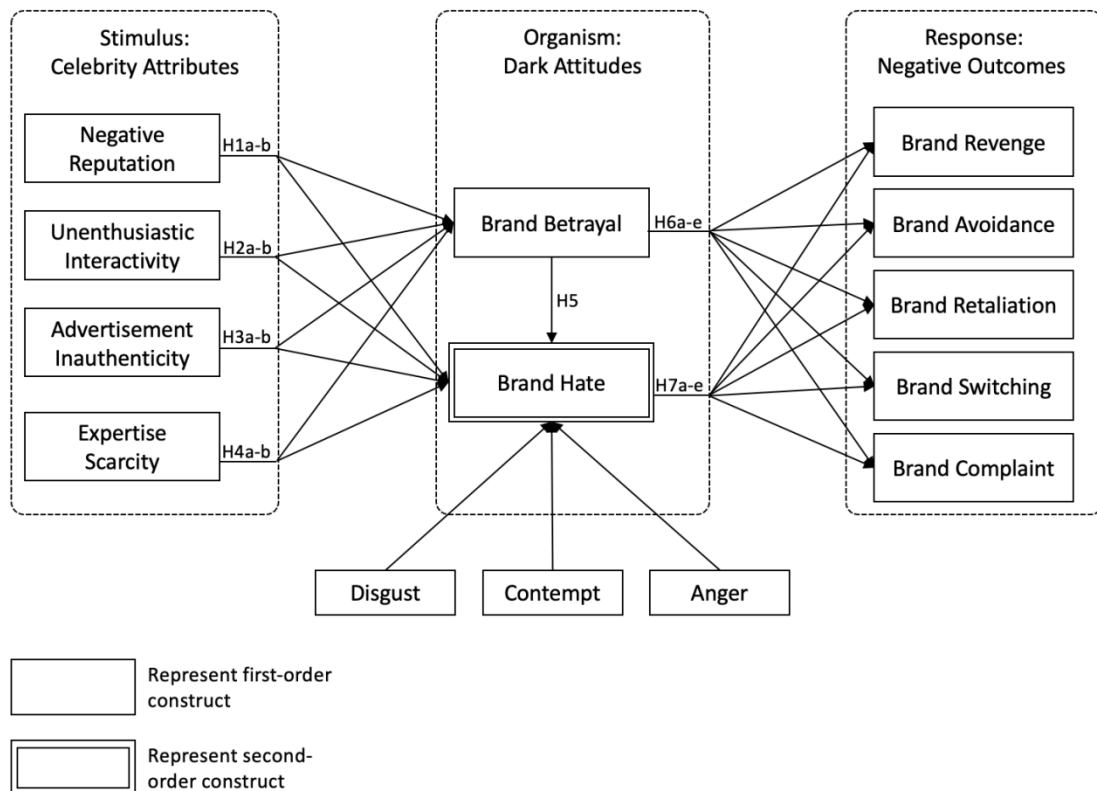 Stimulus:
Celebrity Attributes
Negative
Reputation
H1a-b
Unenthusiastic
Interactivity
H2a-b
Advertisement
Inauthenticity
H3a-b
Expertise
Scarcity
H4a-b
Organism:
Dark Attitudes
Brand Betrayal
H6a-e
H5
Brand Hate
H7a-e
Response:
Negative Outcomes
Brand Revenge
Brand Avoidance
Brand Retaliation
Brand Switching
Brand Complaint
Disgust
Contempt
Anger
Represent first-order
construct
Represent second-
order construct